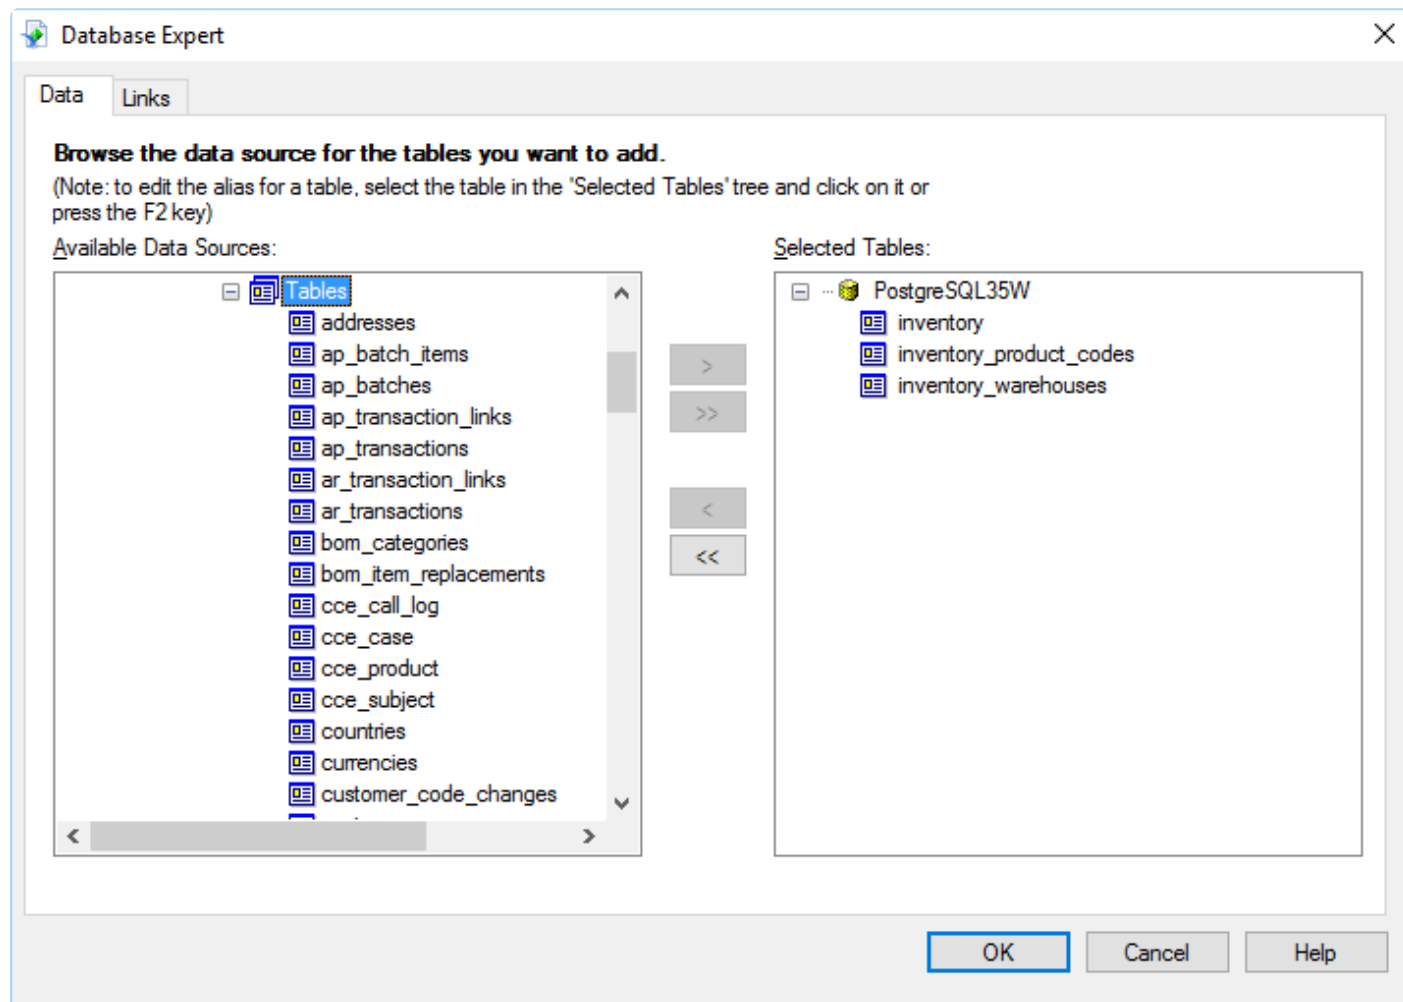 Database Expert
Data
Links
Browse the data source for the tables you want to add.
(Note: to edit the alias for a table, select the table in the 'Selected Tables' tree and click on it or
press the F2 key)
Available Data Sources:
Tables
addresses
ap_batch_items
ap_batches
ap_transaction_links
ap_transactions
ar_transaction_links
ar_transactions
bom_categories
bom_item_replacements
cce_call_log
cce_case
cce_product
cce_subject
countries
currencies
customer_code_changes
>
>>
<
<<
Selected Tables:
PostgreSQL35W
inventory
inventory_product_codes
inventory_warehouses
OK
Cancel
Help